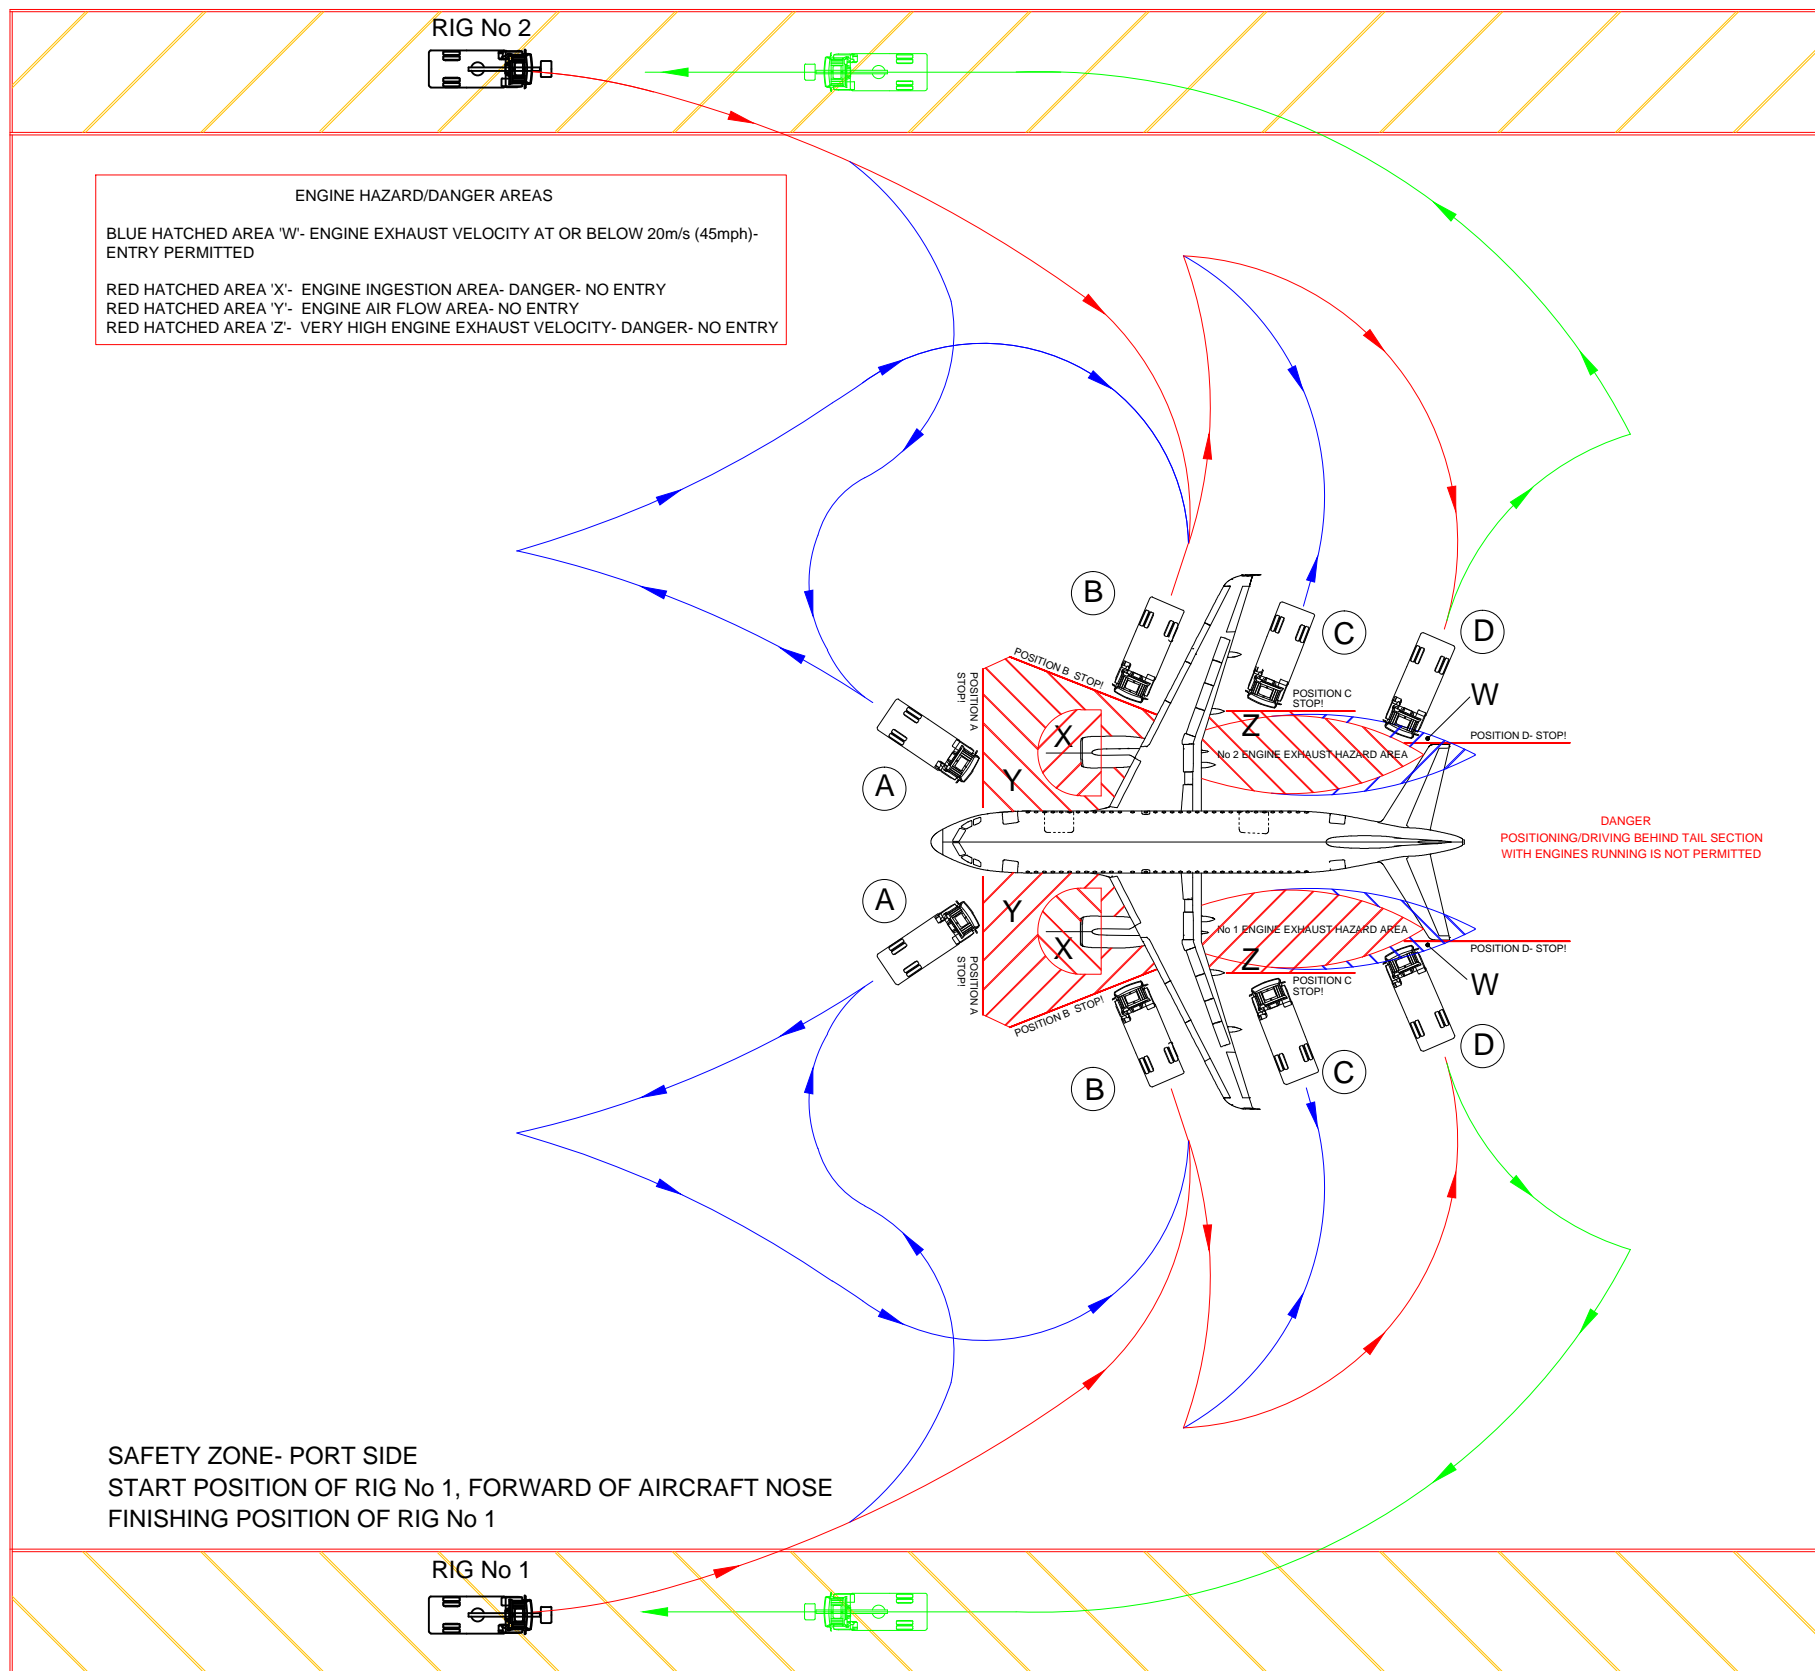 RIG No 2
ENGINE HAZARD/DANGER AREAS
BLUE HATCHED AREA 'W'- ENGINE EXHAUST VELOCITY AT OR BELOW 20m/s (45mph)-
ENTRY PERMITTED
RED HATCHED AREA 'X'- ENGINE INGESTION AREA- DANGER- NO ENTRY
RED HATCHED AREA 'Y'- ENGINE AIR FLOW AREA- NO ENTRY
RED HATCHED AREA 'Z'- VERY HIGH ENGINE EXHAUST VELOCITY- DANGER- NO ENTRY
B
C
D
POSITION B STOP!
POSITION A
STOP!
POSITION C
STOP!
W
X
Z
POSITION D- STOP!
No 2 ENGINE EXHAUST HAZARD AREA
Y
A
DANGER
POSITIONING/DRIVING BEHIND TAIL SECTION
WITH ENGINES RUNNING IS NOT PERMITTED
A
Y
No 1 ENGINE EXHAUST HAZARD AREA
X
Z
POSITION D- STOP!
POSITION A
STOP!
POSITION C
STOP!
W
POSITION B STOP!
D
C
B
SAFETY ZONE- PORT SIDE
START POSITION OF RIG No 1, FORWARD OF AIRCRAFT NOSE
FINISHING POSITION OF RIG No 1
RIG No 1